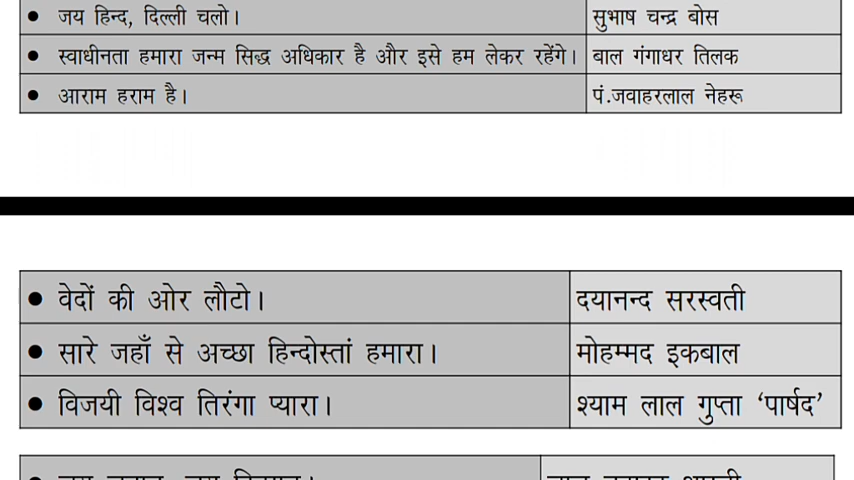 • जय हिन्द, दिल्ली चलो। सुभाष चन्द्र बोस
• स्वाधीनता हमारा जन्म सिद्ध अधिकार है और इसे हम लेकर रहेंगे। बाल गंगाधर तिलक
• आराम हराम है। पं.जवाहरलाल नेहरू
• वेदों की ओर लौटो। दयानन्द सरस्वती
• सारे जहाँ से अच्छा हिन्दोस्तां हमारा। मोहम्मद इकबाल
• विजयी विश्व तिरंगा प्यारा। श्याम लाल गुप्ता ‘पार्षद’